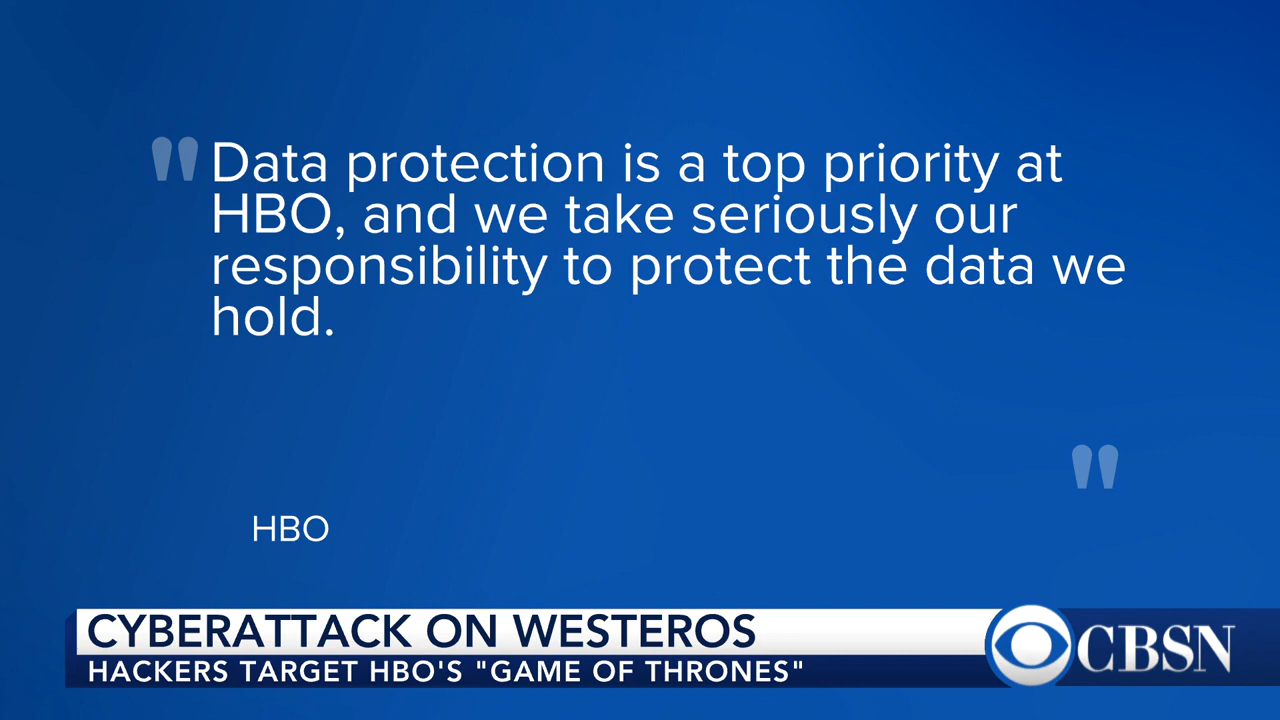 "Data protection is a top priority at
HBO, and we take seriously our
responsibility to protect the data we
hold.
"
HBO
CYBERATTACK ON WESTEROS
HACKERS TARGET HBO'S "GAME OF THRONES"
CBSN